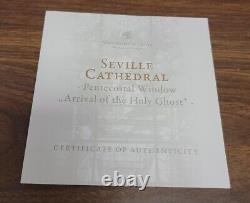 SEVILLE
CATHEDRAL
- Pentecostal Window
„Arrival of the Holy Ghost" -
CERTIFICATE OF AUTHENTICITY